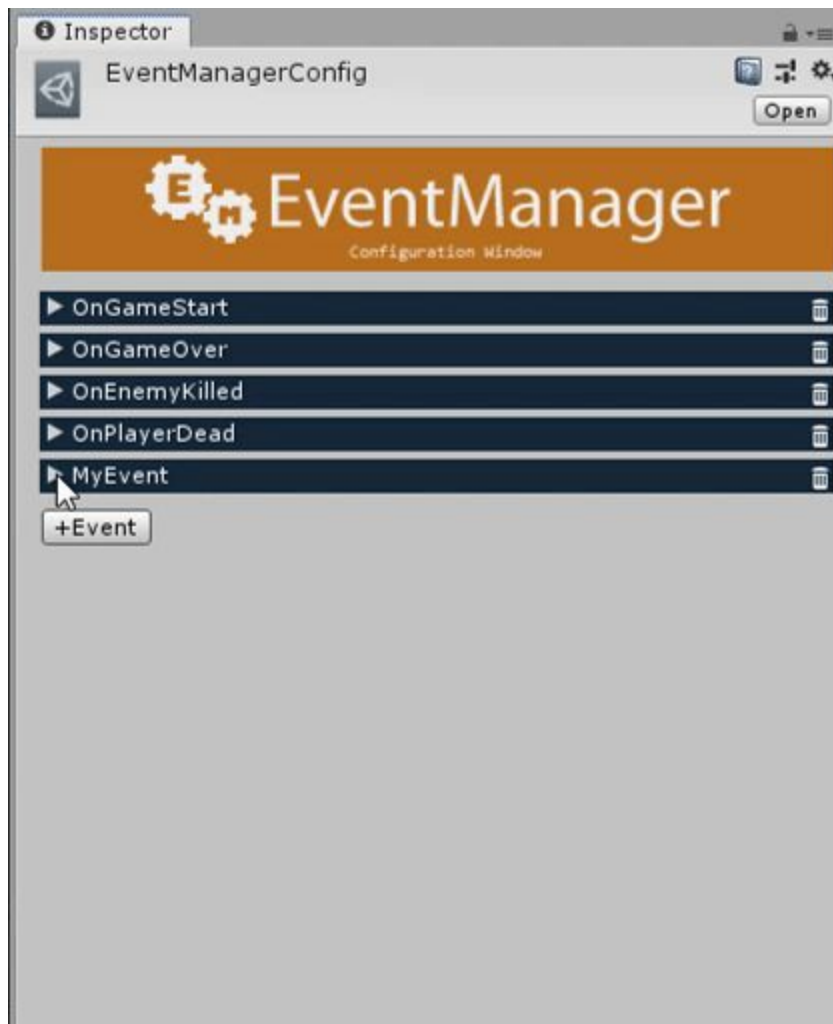 Inspector
EventManagerConfig
Open
E M EventManager
Configuration Window
OnGameStart
OnGameOver
OnEnemyKilled
OnPlayerDead
MyEvent
+Event